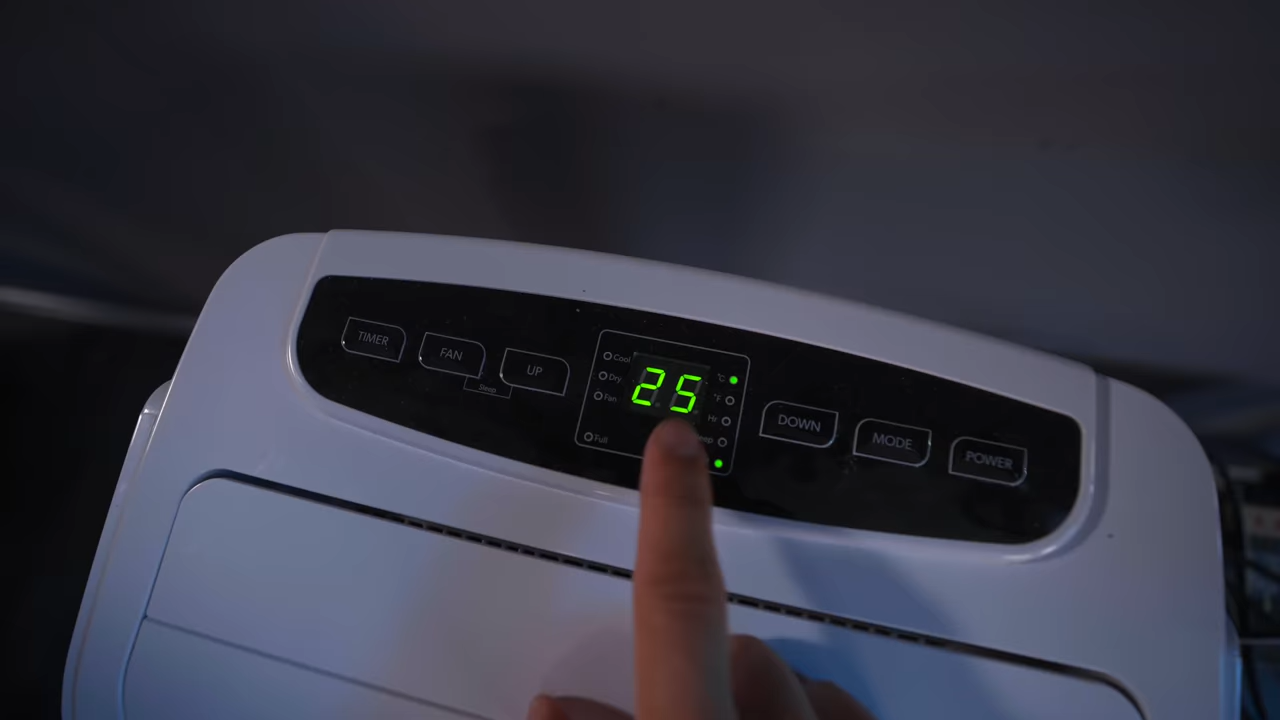 TIMER
FAN
Sleep
UP
Cool
Dry
Fan
Full
25
°C
°F
Hr
DOWN
MODE
POWER